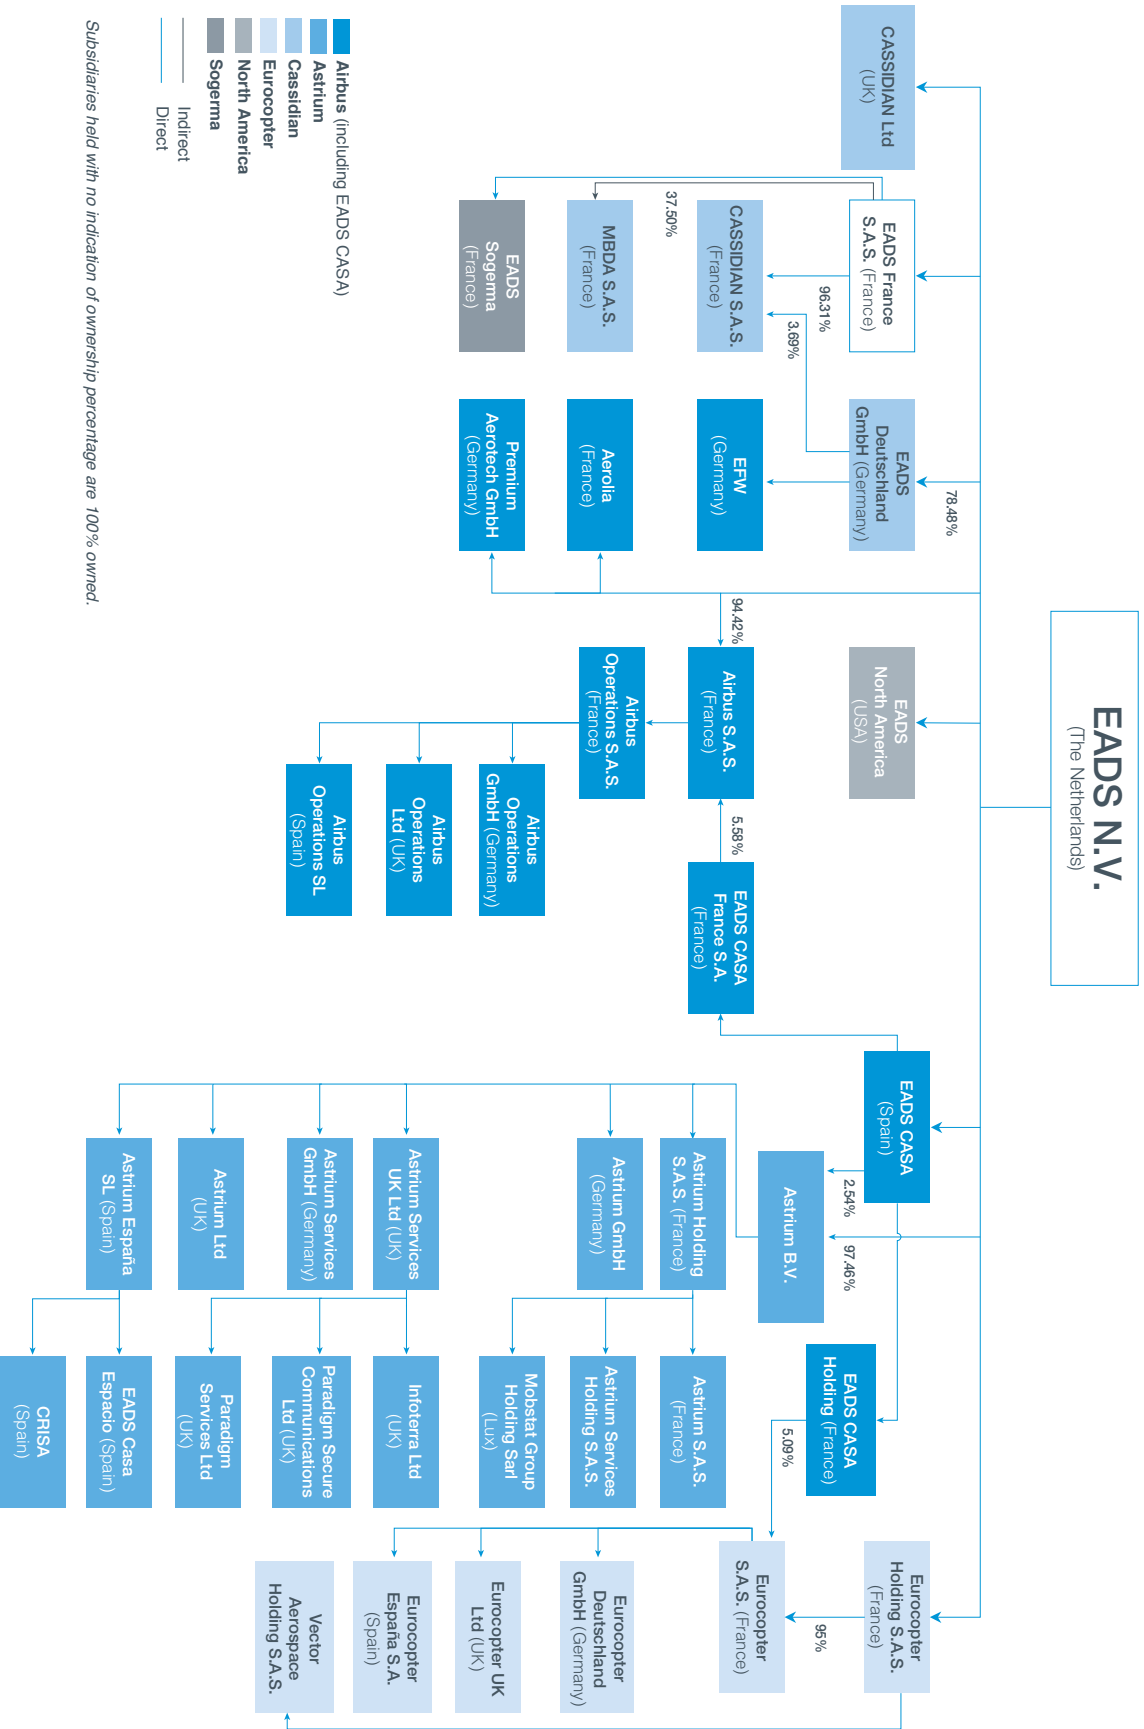 EADS N.V.
(The Netherlands)
CASSIDIAN Ltd
(UK)
EADS France
S.A.S. (France)
78.48%
EADS
Deutschland
GmbH (Germany)
EADS
North America
(USA)
EADS CASA
(Spain)
Eurocopter
Holding S.A.S.
(France)
96.31%
3.69%
37.50%
CASSIDIAN S.A.S.
(France)
MBDA S.A.S.
(France)
EADS
Sogerma
(France)
EFW
(Germany)
Aerolia
(France)
Premium
Aerotech GmbH
(Germany)
94.42%
Airbus S.A.S.
(France)
5.58%
EADS CASA
France S.A.
(France)
Airbus
Operations S.A.S.
(France)
Airbus
Operations
GmbH (Germany)
Airbus
Operations
Ltd (UK)
Airbus
Operations SL
(Spain)
2.54%
97.46%
Astrium B.V.
EADS CASA
Holding (France)
5.09%
95%
Eurocopter
S.A.S. (France)
Astrium Holding
S.A.S. (France)
Astrium GmbH
(Germany)
Astrium Services
UK Ltd (UK)
Astrium Services
GmbH (Germany)
Astrium Ltd
(UK)
Astrium España
SL (Spain)
Astrium S.A.S.
(France)
Astrium Services
Holding S.A.S.
Mobstat Group
Holding Sarl
(Lux)
Infoterra Ltd
(UK)
Paradigm Secure
Communications
Ltd (UK)
Paradigm
Services Ltd
(UK)
EADS Casa
Espacio (Spain)
CRISA
(Spain)
Eurocopter
Deutschland
GmbH (Germany)
Eurocopter UK
Ltd (UK)
Eurocopter
España S.A.
(Spain)
Vector
Aerospace
Holding S.A.S.
Airbus (including EADS CASA)
Astrium
Cassidian
Eurocopter
North America
Sogerma
Indirect
Direct
Subsidiaries held with no indication of ownership percentage are 100% owned.